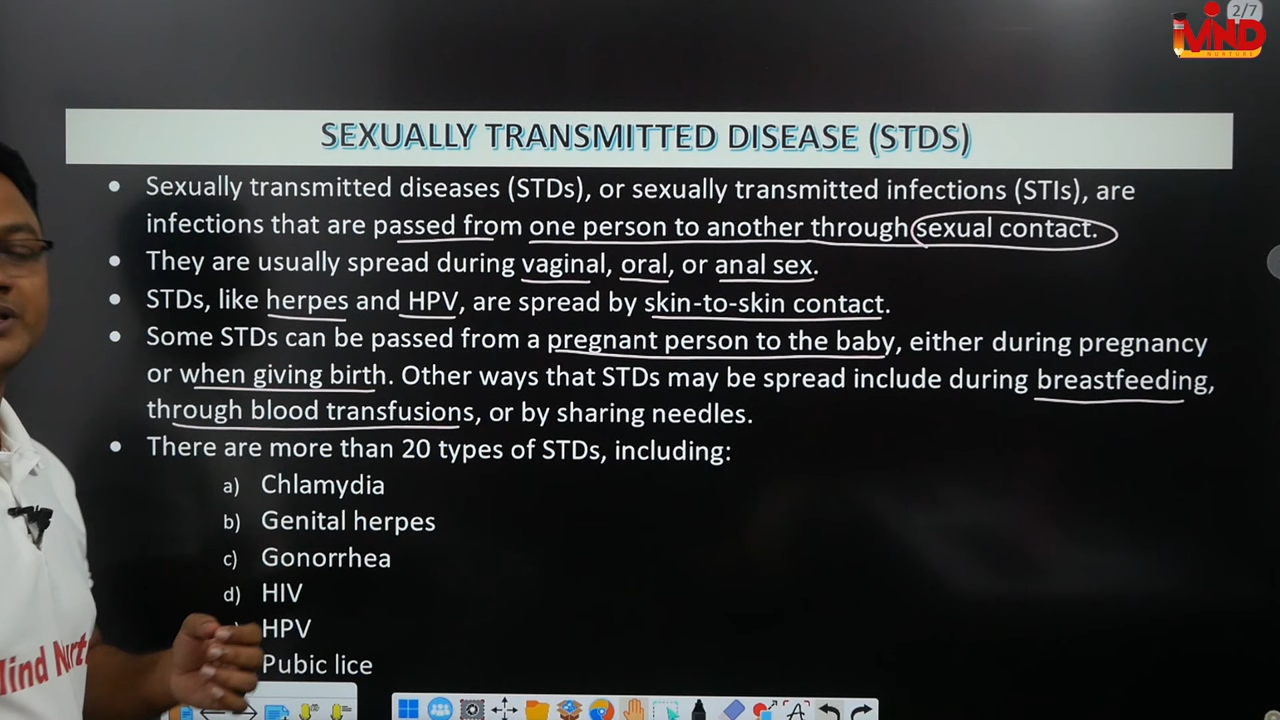 2/7
MIND
NURTURE
SEXUALLY TRANSMITTED DISEASE (STDS)
• Sexually transmitted diseases (STDs), or sexually transmitted infections (STIs), are
infections that are passed from one person to another through sexual contact.
• They are usually spread during vaginal, oral, or anal sex.
• STDs, like herpes and HPV, are spread by skin-to-skin contact.
• Some STDs can be passed from a pregnant person to the baby, either during pregnancy
or when giving birth. Other ways that STDs may be spread include during breastfeeding,
through blood transfusions, or by sharing needles.
• There are more than 20 types of STDs, including:
a) Chlamydia
b) Genital herpes
c) Gonorrhea
d) HIV
HPV
Pubic lice